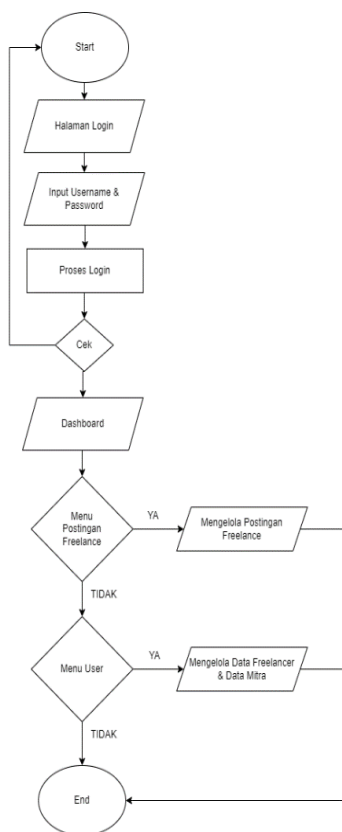 Start
Halaman Login
Input Username &
Password
Proses Login
Cek
Dashboard
Menu
Postingan
Freelance
YA
Mengelola Postingan
Freelance
TIDAK
Menu User
YA
Mengelola Data Freelancer
& Data Mitra
TIDAK
End